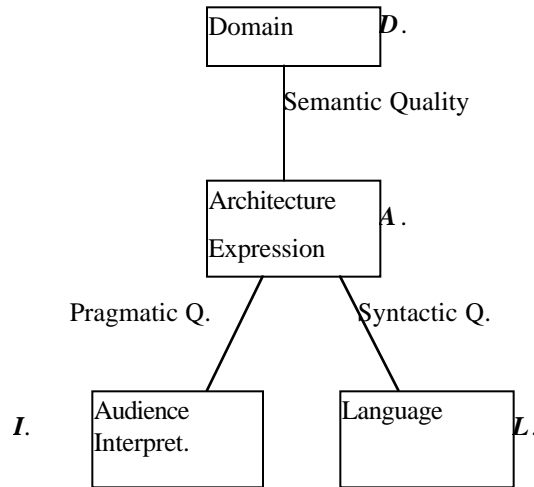 Domain D.
Semantic Quality
Architecture A.
Expression
Pragmatic Q. Syntactic Q.
I. Audience Language L.
Interpret.